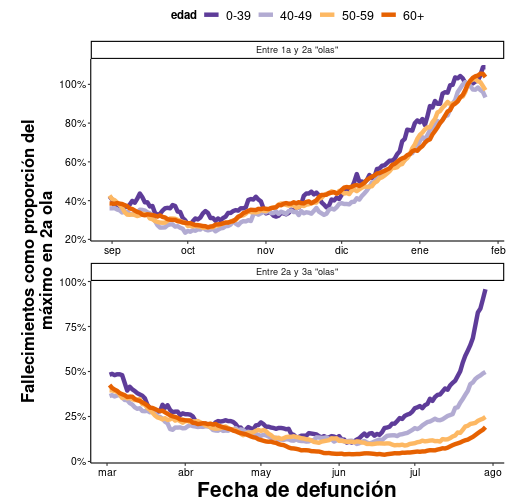 edad 0-39 40-49 50-59 60+
Entre 1a y 2a "olas"
100%
80%
60%
40%
20%
sep oct nov dic ene feb
Fallecimientos como proporción del
máximo en 2a ola
Entre 2a y 3a "olas"
100%
75%
50%
25%
0%
mar abr may jun jul ago
Fecha de defunción